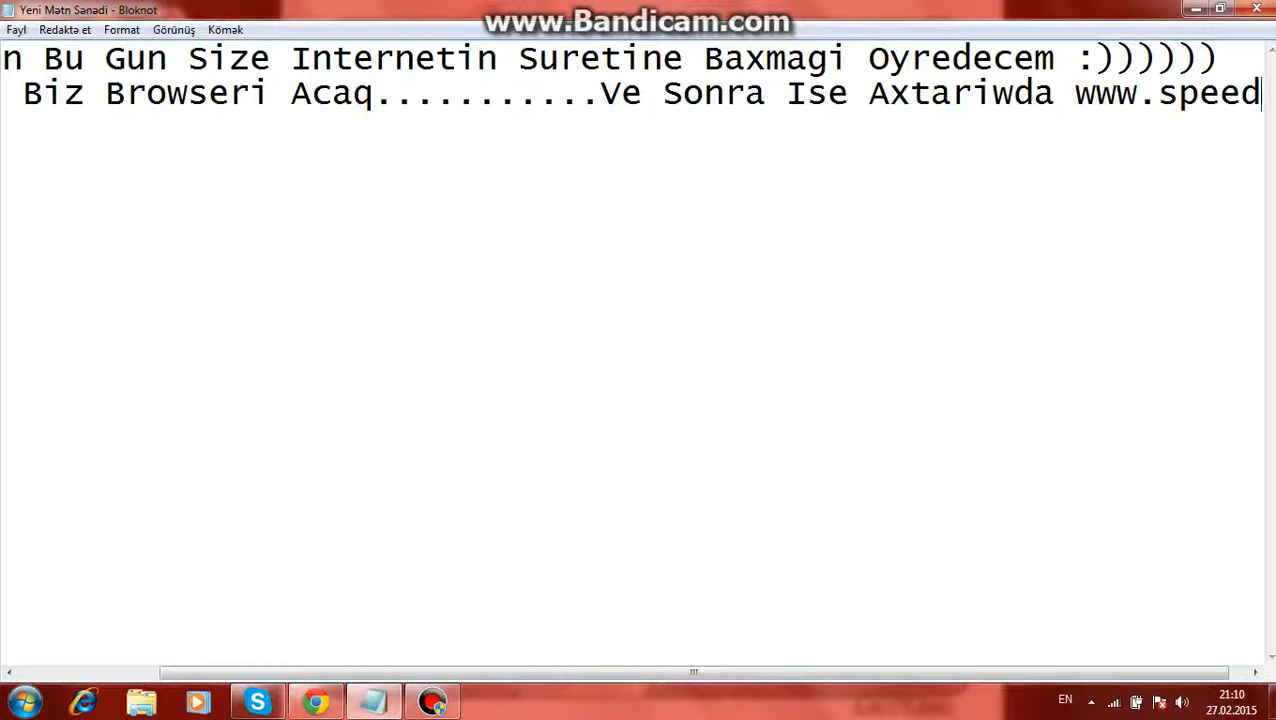 Yeni Mətn Sənədi - Bloknot
www.Bandicam.com
Fayl Redaktə et Format Görünüş Kömək
n Bu Gun Size Internetin Suretine Baxmagi Oyredecem :))))))
Biz Browseri Acaq...........Ve Sonra Ise Axtariwda www.speed
EN
21:10
27.02.2015